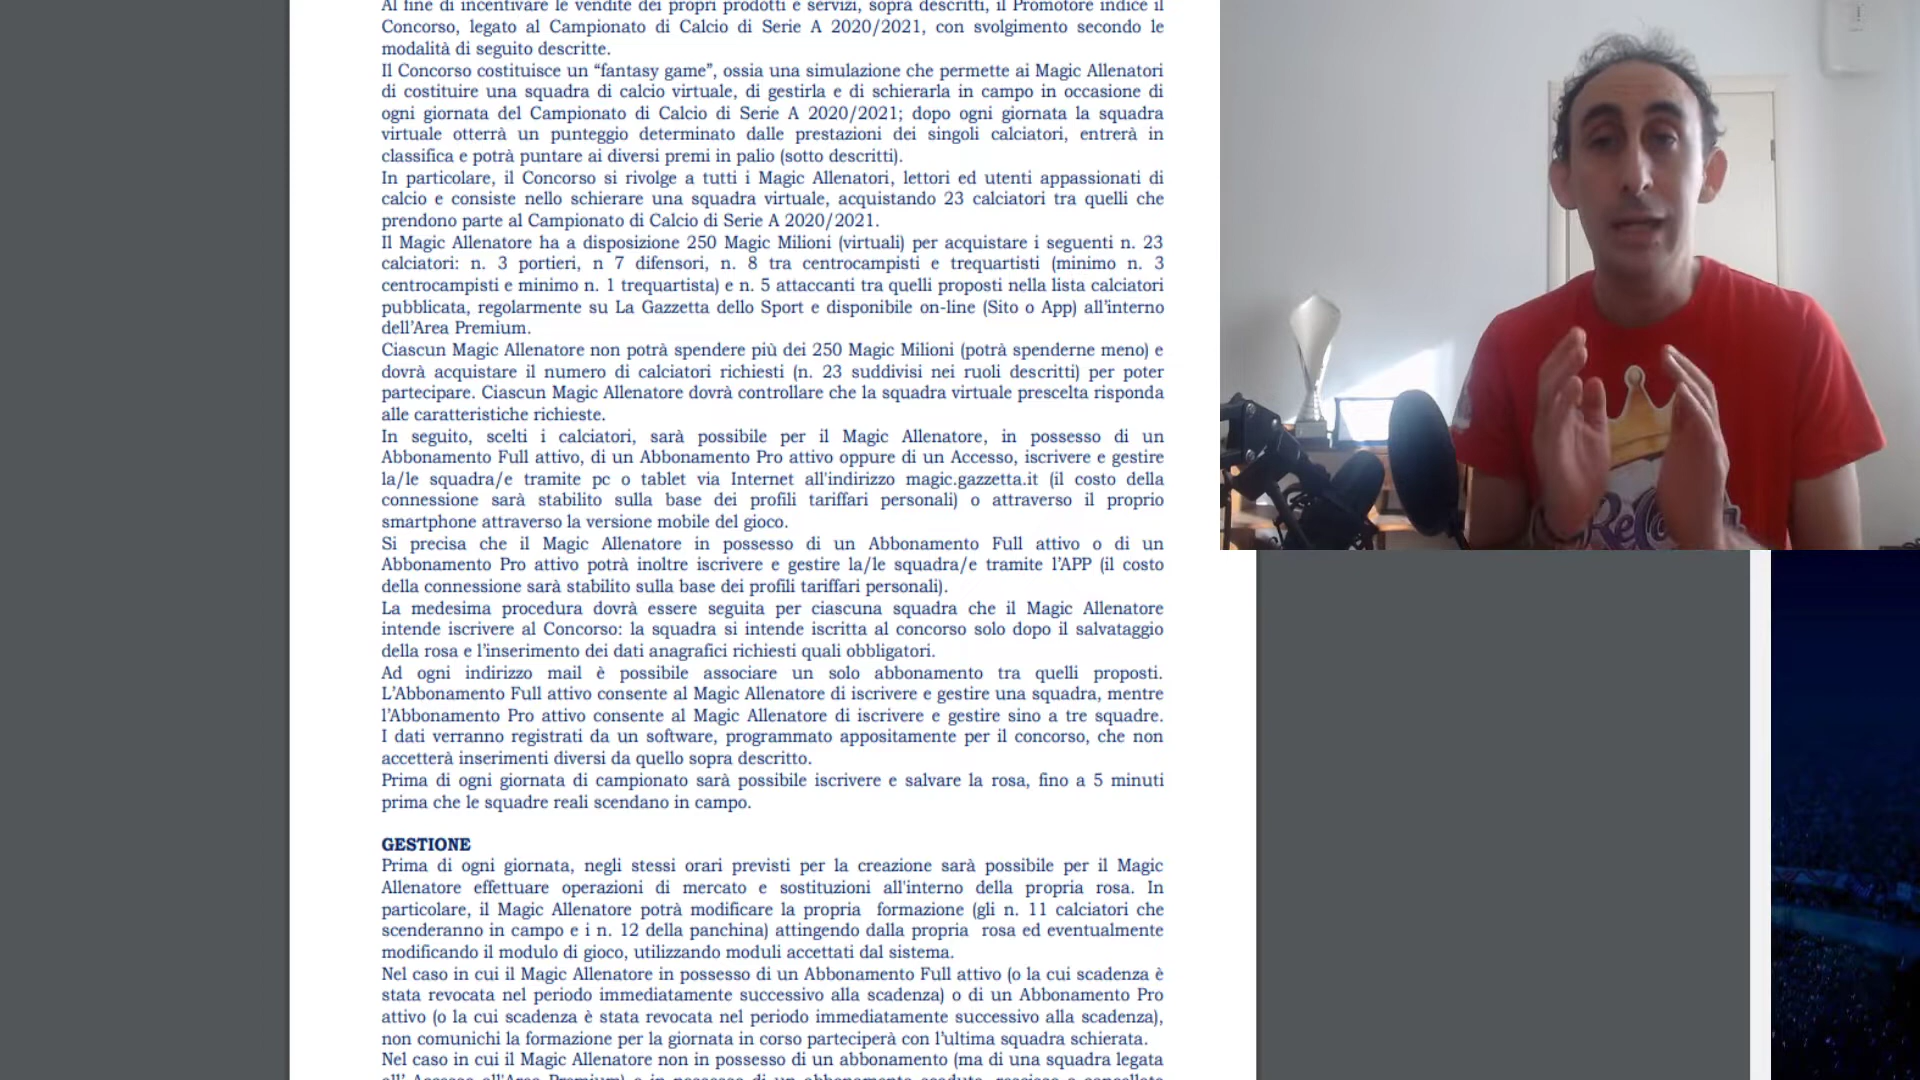 Al fine di incentivare le vendite dei propri prodotti e servizi, sopra descritti, il Promotore indice il
Concorso, legato al Campionato di Calcio di Serie A 2020/2021, con svolgimento secondo le
modalità di seguito descritte.
Il Concorso costituisce un “fantasy game”, ossia una simulazione che permette ai Magic Allenatori
di costituire una squadra di calcio virtuale, di gestirla e di schierarla in campo in occasione di
ogni giornata del Campionato di Calcio di Serie A 2020/2021; dopo ogni giornata la squadra
virtuale otterrà un punteggio determinato dalle prestazioni dei singoli calciatori, entrerà in
classifica e potrà puntare ai diversi premi in palio (sotto descritti).
In particolare, il Concorso si rivolge a tutti i Magic Allenatori, lettori ed utenti appassionati di
calcio e consiste nello schierare una squadra virtuale, acquistando 23 calciatori tra quelli che
prendono parte al Campionato di Calcio di Serie A 2020/2021.
Il Magic Allenatore ha a disposizione 250 Magic Milioni (virtuali) per acquistare i seguenti n. 23
calciatori: n. 3 portieri, n 7 difensori, n. 8 tra centrocampisti e trequartisti (minimo n. 3
centrocampisti e minimo n. 1 trequartista) e n. 5 attaccanti tra quelli proposti nella lista calciatori
pubblicata, regolarmente su La Gazzetta dello Sport e disponibile on-line (Sito o App) all’interno
dell’Area Premium.
Ciascun Magic Allenatore non potrà spendere più dei 250 Magic Milioni (potrà spenderne meno) e
dovrà acquistare il numero di calciatori richiesti (n. 23 suddivisi nei ruoli descritti) per poter
partecipare. Ciascun Magic Allenatore dovrà controllare che la squadra virtuale prescelta risponda
alle caratteristiche richieste.
In seguito, scelti i calciatori, sarà possibile per il Magic Allenatore, in possesso di un
Abbonamento Full attivo, di un Abbonamento Pro attivo oppure di un Accesso, iscrivere e gestire
la/le squadra/e tramite pc o tablet via Internet all'indirizzo magic.gazzetta.it (il costo della
connessione sarà stabilito sulla base dei profili tariffari personali) o attraverso il proprio
smartphone attraverso la versione mobile del gioco.
Si precisa che il Magic Allenatore in possesso di un Abbonamento Full attivo o di un
Abbonamento Pro attivo potrà inoltre iscrivere e gestire la/le squadra/e tramite l’APP (il costo
della connessione sarà stabilito sulla base dei profili tariffari personali).
La medesima procedura dovrà essere seguita per ciascuna squadra che il Magic Allenatore
intende iscrivere al Concorso: la squadra si intende iscritta al concorso solo dopo il salvataggio
della rosa e l’inserimento dei dati anagrafici richiesti quali obbligatori.
Ad ogni indirizzo mail è possibile associare un solo abbonamento tra quelli proposti.
L’Abbonamento Full attivo consente al Magic Allenatore di iscrivere e gestire una squadra, mentre
l’Abbonamento Pro attivo consente al Magic Allenatore di iscrivere e gestire sino a tre squadre.
I dati verranno registrati da un software, programmato appositamente per il concorso, che non
accetterà inserimenti diversi da quello sopra descritto.
Prima di ogni giornata di campionato sarà possibile iscrivere e salvare la rosa, fino a 5 minuti
prima che le squadre reali scendano in campo.
GESTIONE
Prima di ogni giornata, negli stessi orari previsti per la creazione sarà possibile per il Magic
Allenatore effettuare operazioni di mercato e sostituzioni all'interno della propria rosa. In
particolare, il Magic Allenatore potrà modificare la propria formazione (gli n. 11 calciatori che
scenderanno in campo e i n. 12 della panchina) attingendo dalla propria rosa ed eventualmente
modificando il modulo di gioco, utilizzando moduli accettati dal sistema.
Nel caso in cui il Magic Allenatore in possesso di un Abbonamento Full attivo (o la cui scadenza è
stata revocata nel periodo immediatamente successivo alla scadenza) o di un Abbonamento Pro
attivo (o la cui scadenza è stata revocata nel periodo immediatamente successivo alla scadenza),
non comunichi la formazione per la giornata in corso parteciperà con l’ultima squadra schierata.
Nel caso in cui il Magic Allenatore non in possesso di un abbonamento (ma di una squadra legata